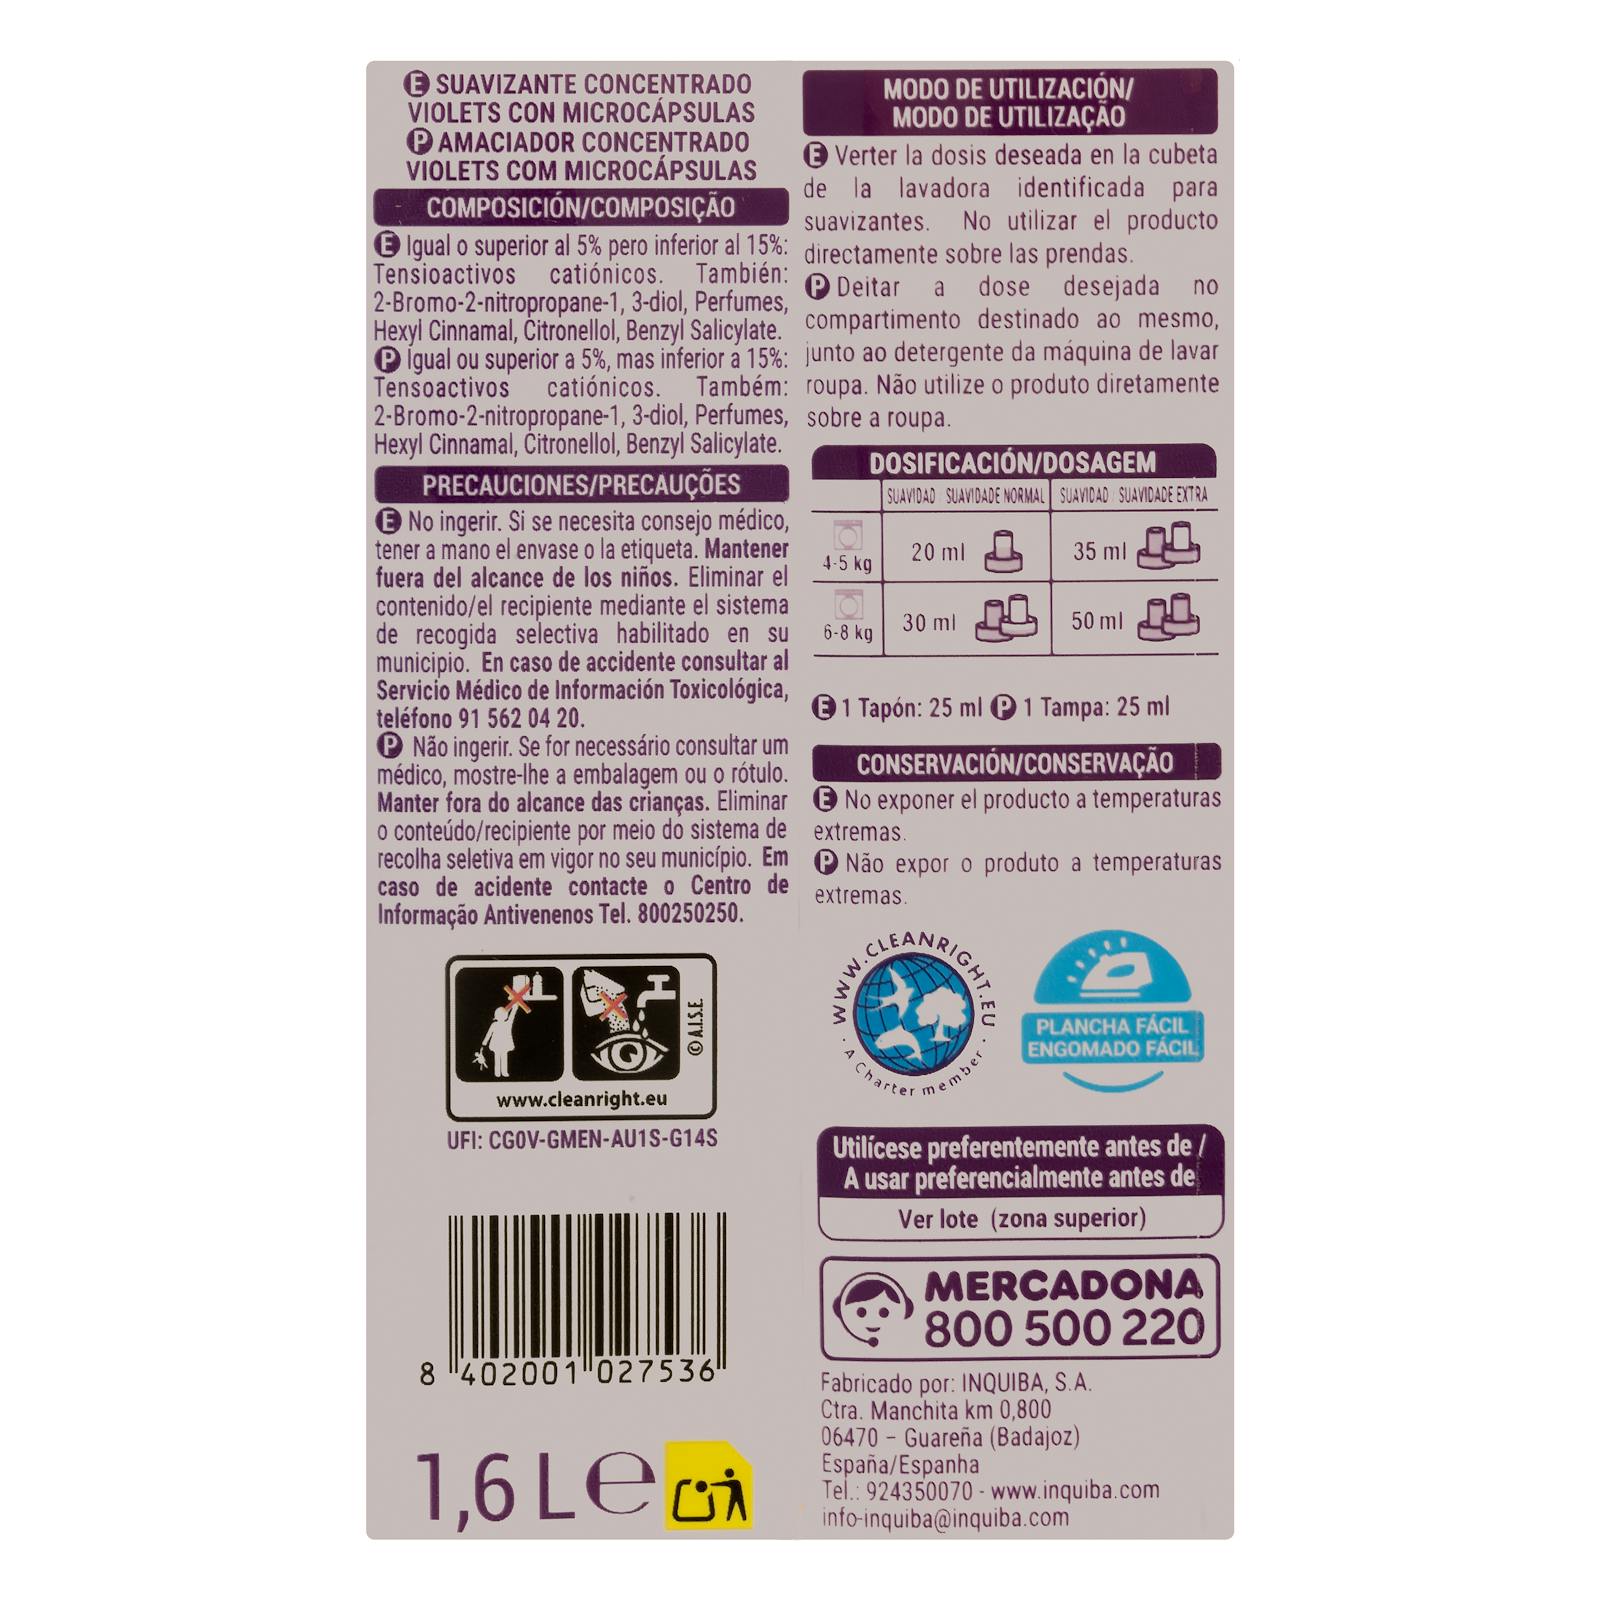 E SUAVIZANTE CONCENTRADO
VIOLETS CON MICROCÁPSULAS
P AMACIADOR CONCENTRADO
VIOLETS COM MICROCÁPSULAS
COMPOSICIÓN/COMPOSIÇÃO
E Igual o superior al 5% pero inferior al 15%:
Tensioactivos catiónicos. También:
2-Bromo-2-nitropropane-1, 3-diol, Perfumes,
Hexyl Cinnamal, Citronellol, Benzyl Salicylate.
P Igual ou superior a 5%, mas inferior a 15%:
Tensoactivos catiónicos. Também:
2-Bromo-2-nitropropane-1, 3-diol, Perfumes,
Hexyl Cinnamal, Citronellol, Benzyl Salicylate.
PRECAUCIONES/PRECAUÇÕES
E No ingerir. Si se necesita consejo médico,
tener a mano el envase o la etiqueta. Mantener
fuera del alcance de los niños. Eliminar el
contenido/el recipiente mediante el sistema
de recogida selectiva habilitado en su
municipio. En caso de accidente consultar al
Servicio Médico de Información Toxicológica,
teléfono 91 562 04 20.
P Não ingerir. Se for necessário consultar um
médico, mostre-lhe a embalagem ou o rótulo.
Manter fora do alcance das crianças. Eliminar
o conteúdo/recipiente por meio do sistema de
recolha seletiva em vigor no seu município. Em
caso de acidente contacte o Centro de
Informação Antivenenos Tel. 800250250.
© A.I.S.E.
www.cleanright.eu
UFI: CG0V-GMEN-AU1S-G14S
8 402001 027536
1,6 L e
MODO DE UTILIZACIÓN/
MODO DE UTILIZAÇÃO
E Verter la dosis deseada en la cubeta
de la lavadora identificada para
suavizantes. No utilizar el producto
directamente sobre las prendas.
P Deitar a dose desejada no
compartimento destinado ao mesmo,
junto ao detergente da máquina de lavar
roupa. Não utilize o produto diretamente
sobre a roupa.
DOSIFICACIÓN/DOSAGEM
SUAVIDAD / SUAVIDADE NORMAL SUAVIDAD / SUAVIDADE EXTRA
4-5 kg 20 ml 35 ml
6-8 kg 30 ml 50 ml
E 1 Tapón: 25 ml P 1 Tampa: 25 ml
CONSERVACIÓN/CONSERVAÇÃO
E No exponer el producto a temperaturas
extremas.
P Não expor o produto a temperaturas
extremas.
WWW.CLEANRIGHT.EU
· A Charter member ·
PLANCHA FÁCIL
ENGOMADO FÁCIL
Utilícese preferentemente antes de /
A usar preferencialmente antes de
Ver lote (zona superior)
MERCADONA
800 500 220
Fabricado por: INQUIBA, S.A.
Ctra. Manchita km 0,800
06470 – Guareña (Badajoz)
España/Espanha
Tel.: 924350070 - www.inquiba.com
info-inquiba@inquiba.com